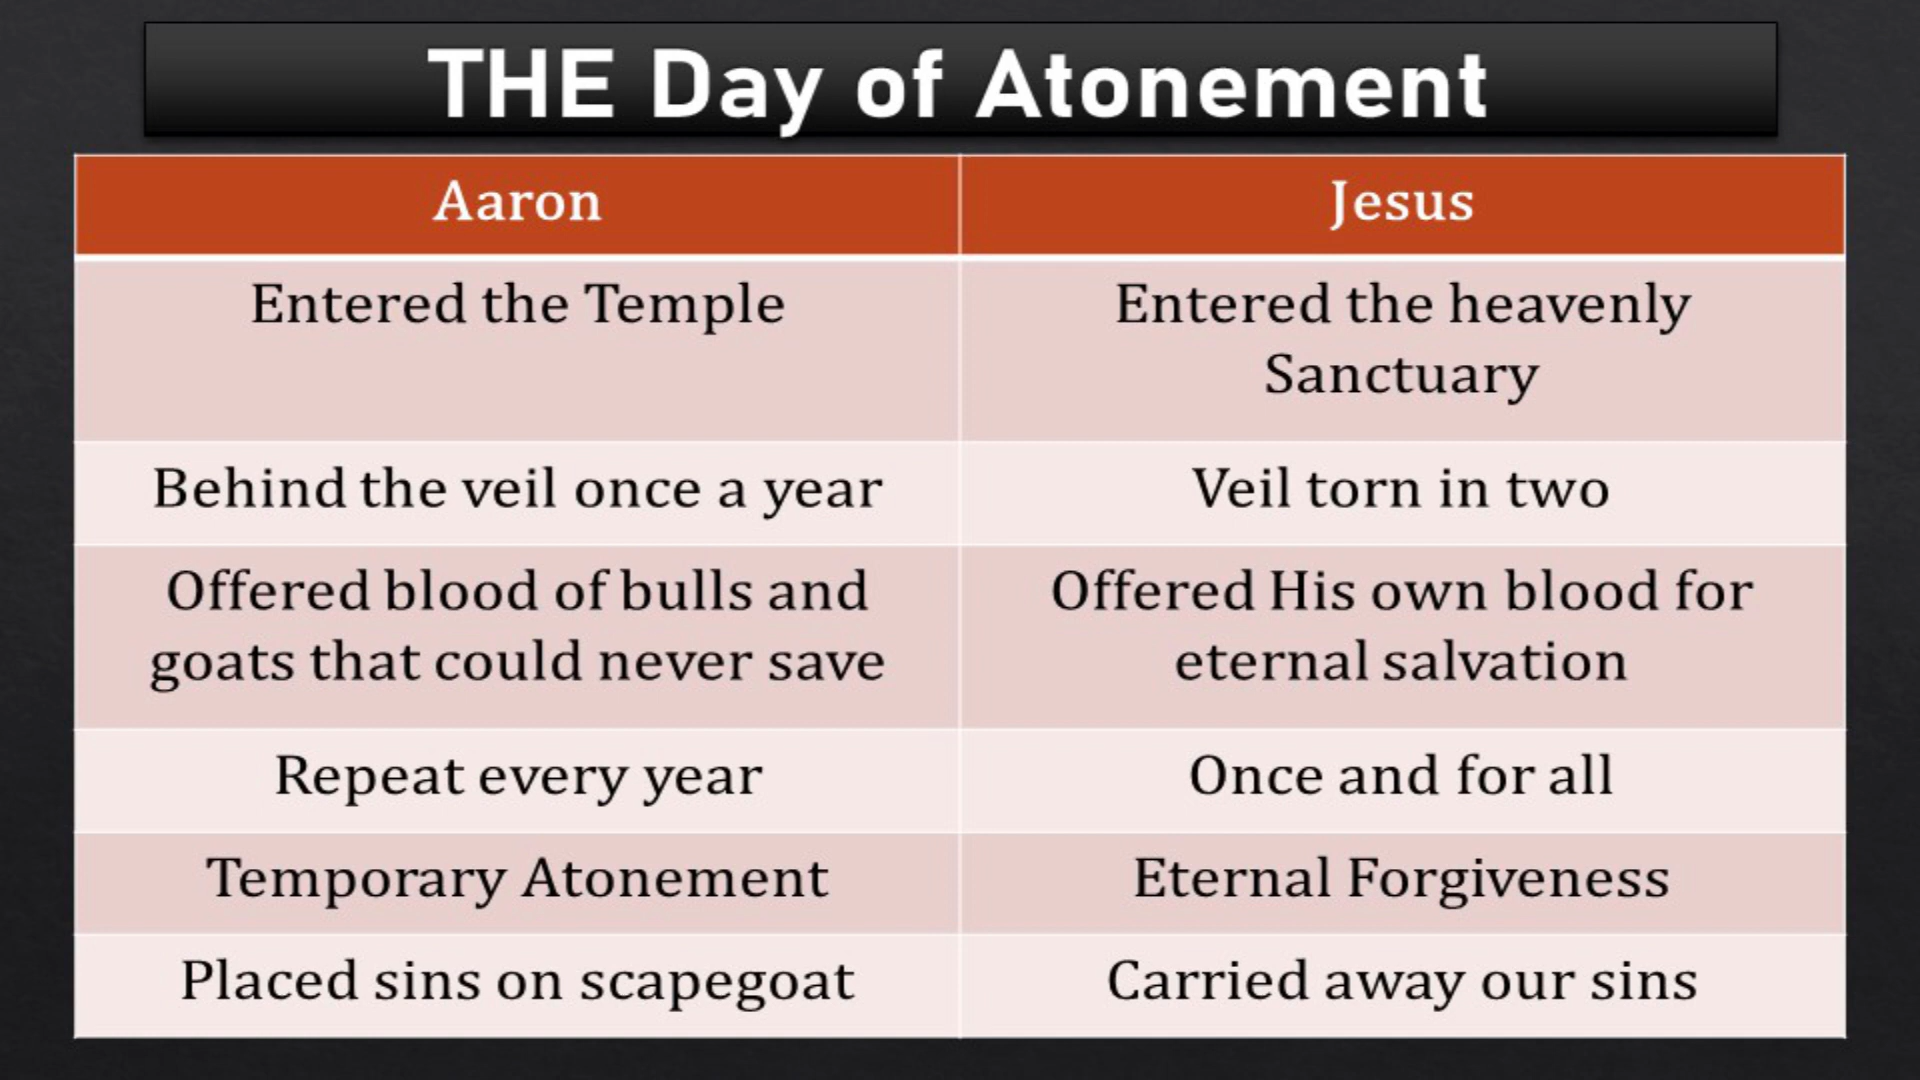 THE Day of Atonement
Aaron
Jesus
Entered the Temple
Entered the heavenly
Sanctuary
Behind the veil once a year
Veil torn in two
Offered blood of bulls and
goats that could never save
Offered His own blood for
eternal salvation
Repeat every year
Once and for all
Temporary Atonement
Eternal Forgiveness
Placed sins on scapegoat
Carried away our sins